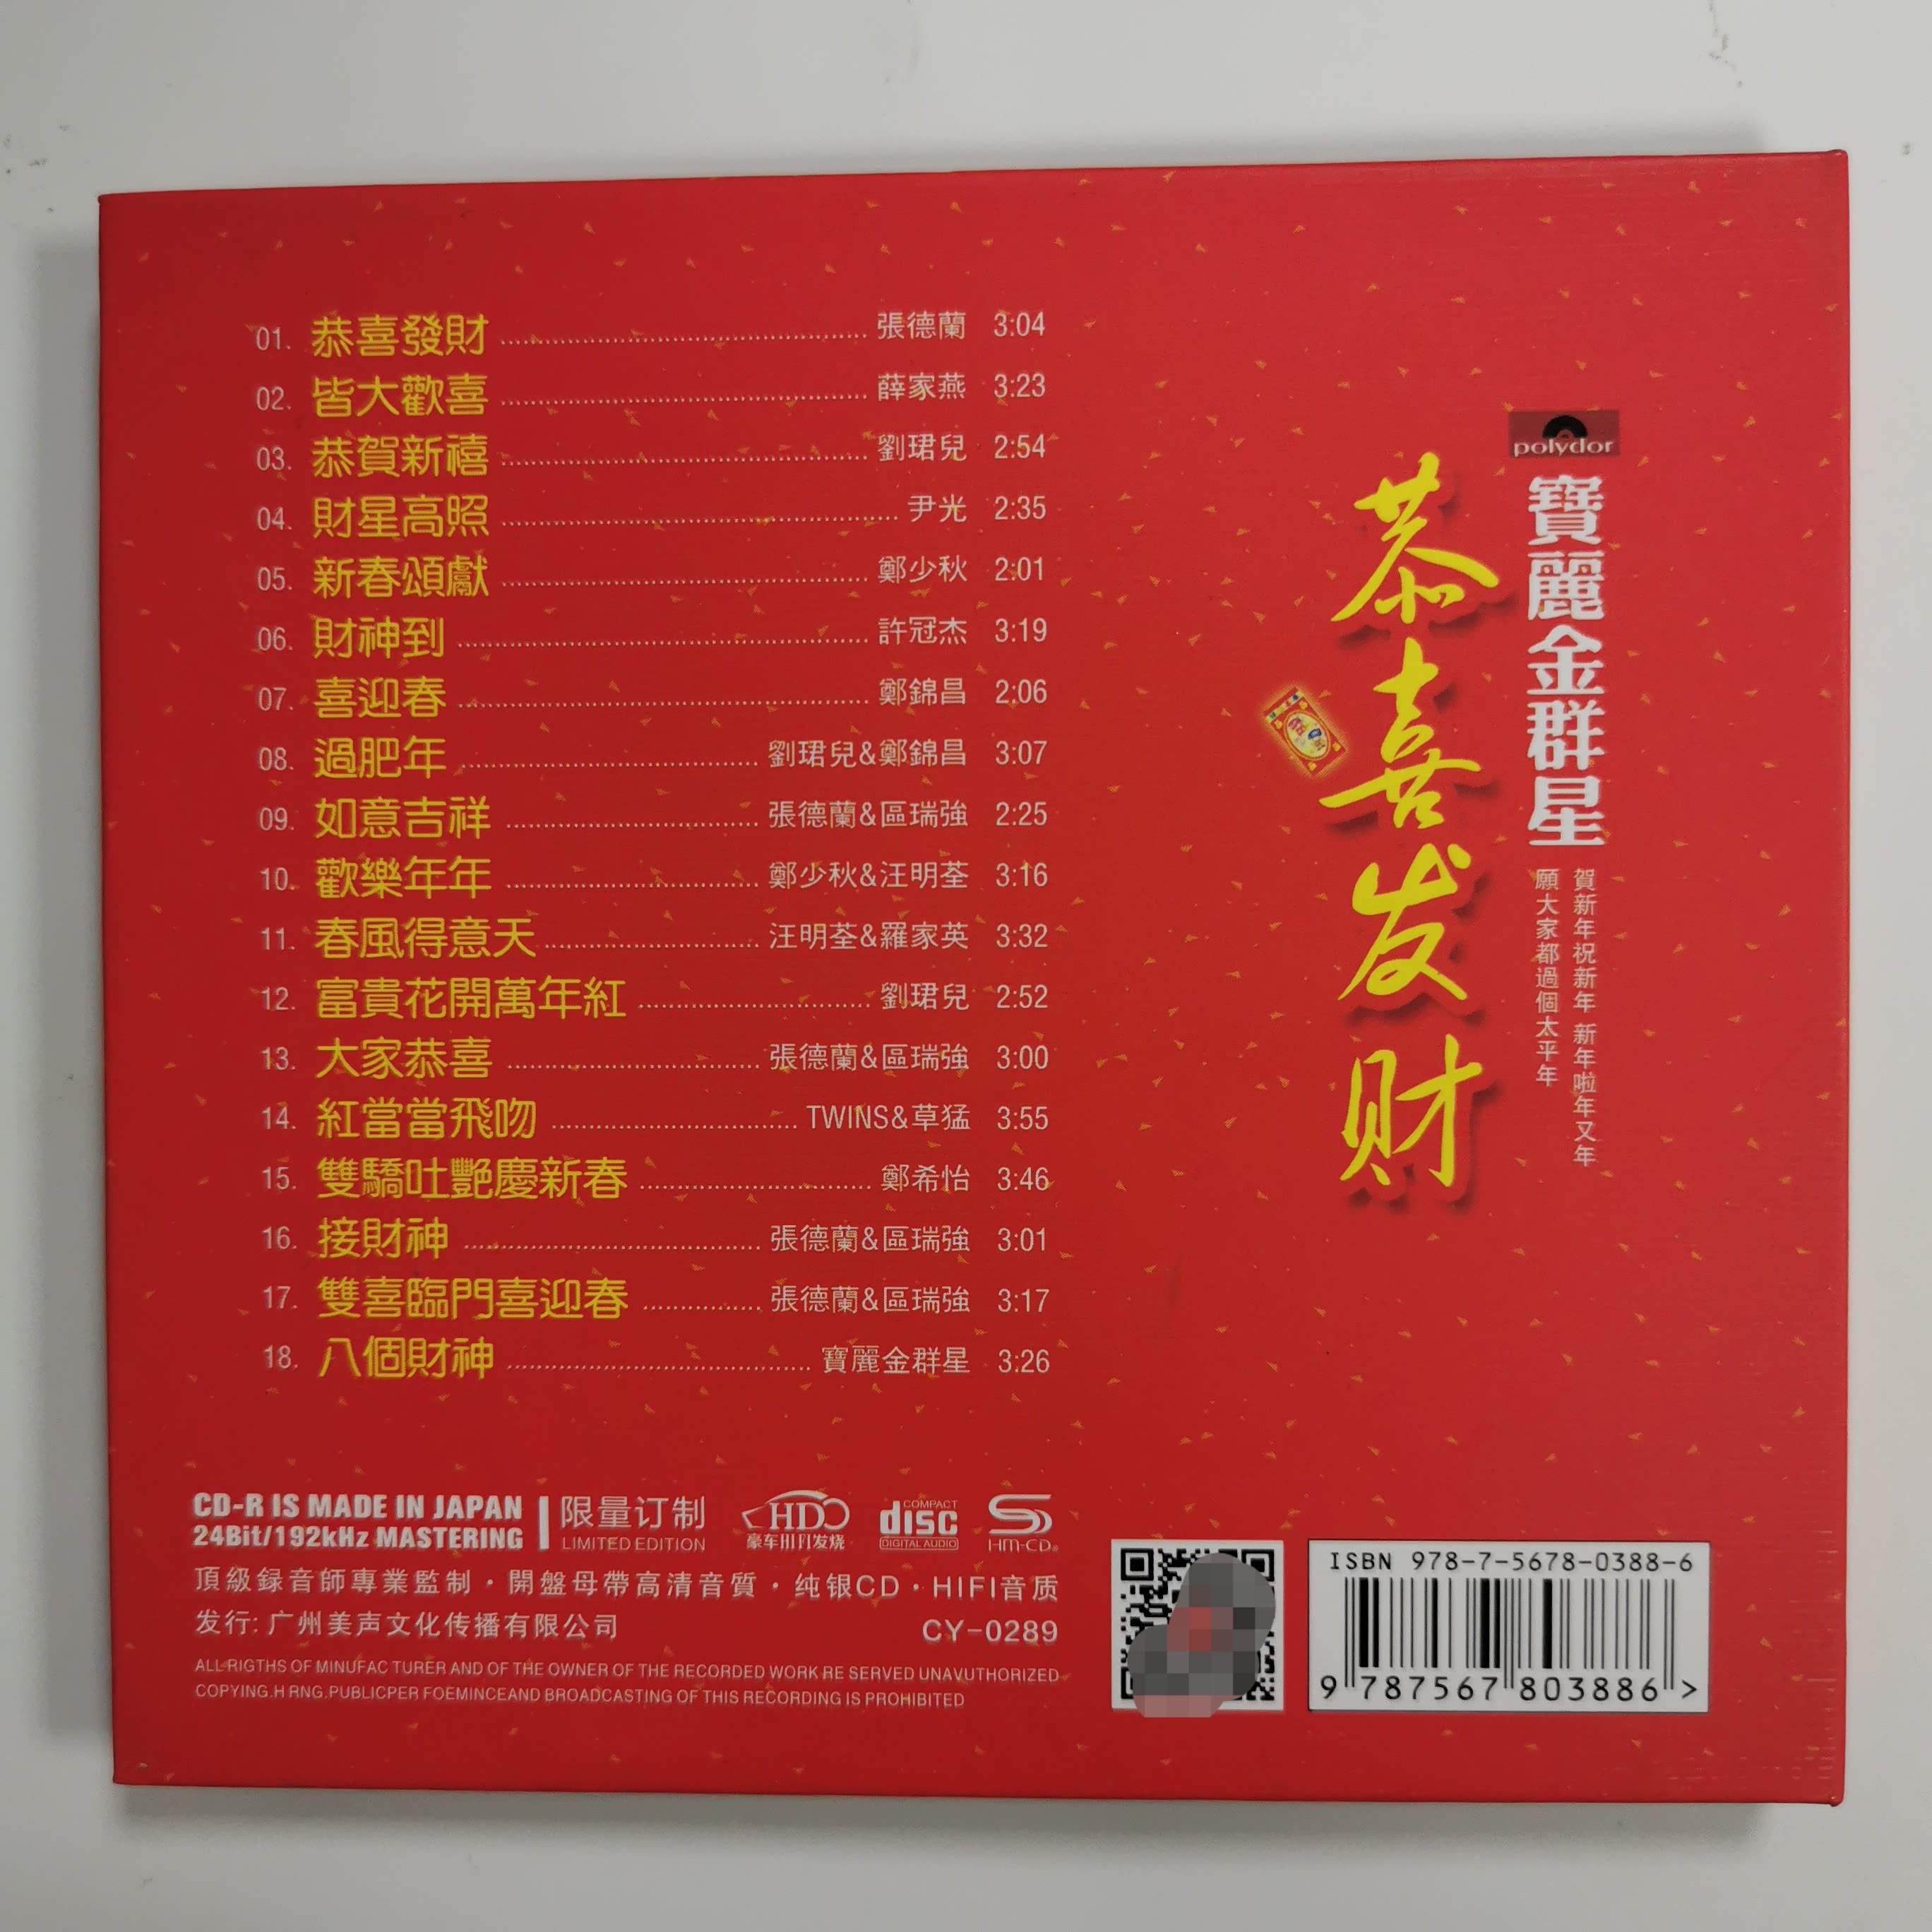 01. 恭喜發財 張德蘭 3:04
02. 皆大歡喜 薛家燕 3:23
03. 恭賀新禧 劉珺兒 2:54
04. 財星高照 尹光 2:35
05. 新春頌獻 鄭少秋 2:01
06. 財神到 許冠杰 3:19
07. 喜迎春 鄭錦昌 2:06
08. 過肥年 劉珺兒&鄭錦昌 3:07
09. 如意吉祥 張德蘭&區瑞強 2:25
10. 歡樂年年 鄭少秋&汪明荃 3:16
11. 春風得意天 汪明荃&羅家英 3:32
12. 富貴花開萬年紅 劉珺兒 2:52
13. 大家恭喜 張德蘭&區瑞強 3:00
14. 紅當當飛吻 TWINS&草猛 3:55
15. 雙驕吐艷慶新春 鄭希怡 3:46
16. 接財神 張德蘭&區瑞強 3:01
17. 雙喜臨門喜迎春 張德蘭&區瑞強 3:17
18. 八個財神 寶麗金群星 3:26
polydor
寶麗金群星
賀新年祝新年 新年啦年又年
願大家都過個太平年
恭喜发财
CD-R IS MADE IN JAPAN
24Bit/192kHz MASTERING
限量订制
LIMITED EDITION
HDC
豪车HIFI发烧
COMPACT
disc
DIGITAL AUDIO
HM-CD®
頂級録音師專業監制·開盤母帶高清音質·纯银CD·HIFI音质
发行:广州美声文化传播有限公司
CY-0289
ALL RIGTHS OF MINUFAC TURER AND OF THE OWNER OF THE RECORDED WORK RE SERVED UNAVUTHORIZED
COPYING.H RNG.PUBLICPER FOEMINCEAND BROADCASTING OF THIS RECORDING IS PROHIBITED
ISBN 978-7-5678-0388-6
9 787567 803886 >